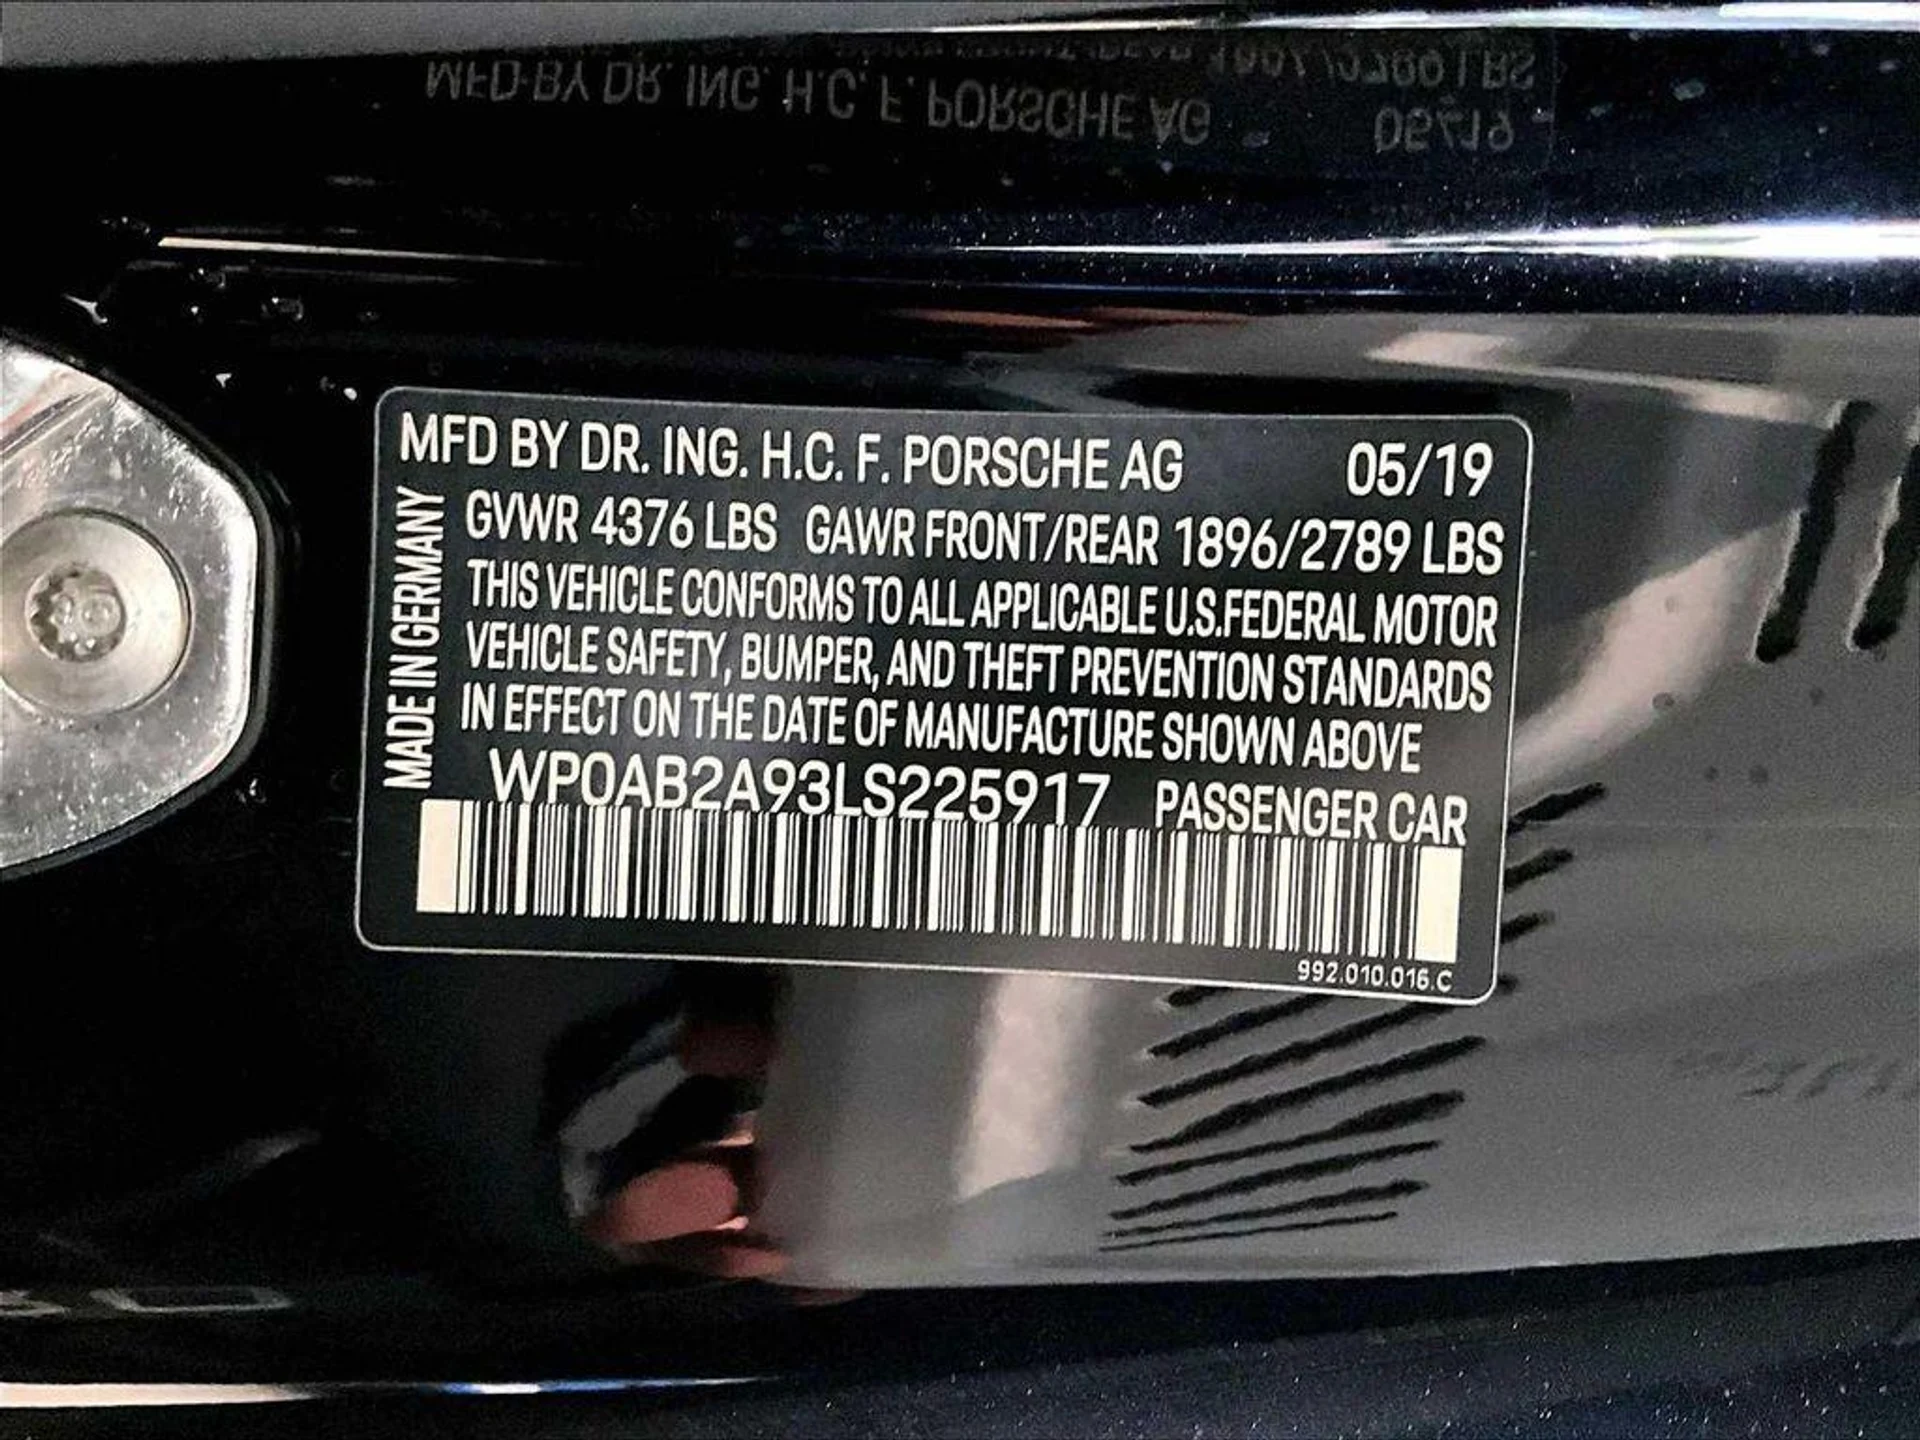 MFD BY DR. ING. H.C. F. PORSCHE AG 05/19
MADE IN GERMANY
GVWR 4376 LBS GAWR FRONT/REAR 1896/2789 LBS
THIS VEHICLE CONFORMS TO ALL APPLICABLE U.S.FEDERAL MOTOR
VEHICLE SAFETY, BUMPER, AND THEFT PREVENTION STANDARDS
IN EFFECT ON THE DATE OF MANUFACTURE SHOWN ABOVE
WP0AB2A93LS225917 PASSENGER CAR
992.010.016.C